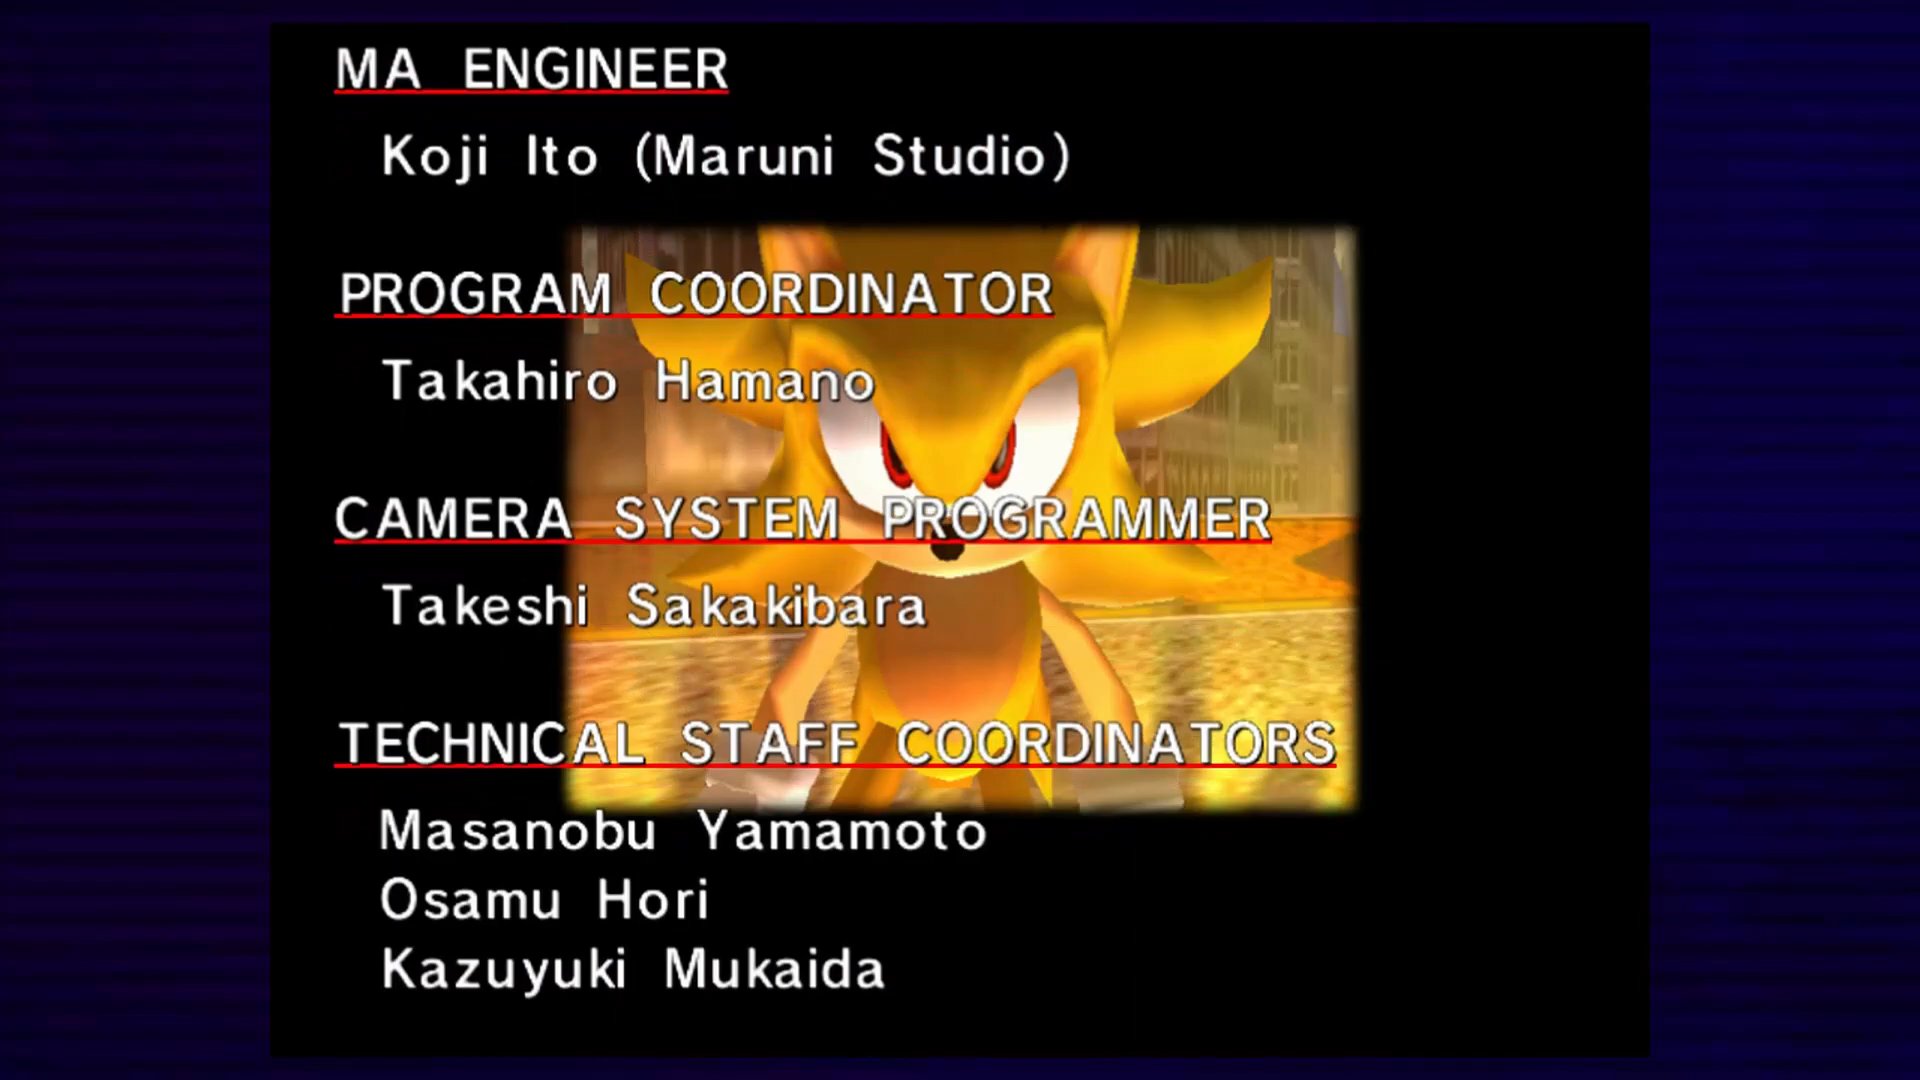 MA ENGINEER
Koji Ito (Maruni Studio)
PROGRAM COORDINATOR
Takahiro Hamano
CAMERA SYSTEM PROGRAMMER
Takeshi Sakakibara
TECHNICAL STAFF COORDINATORS
Masanobu Yamamoto
Osamu Hori
Kazuyuki Mukaida